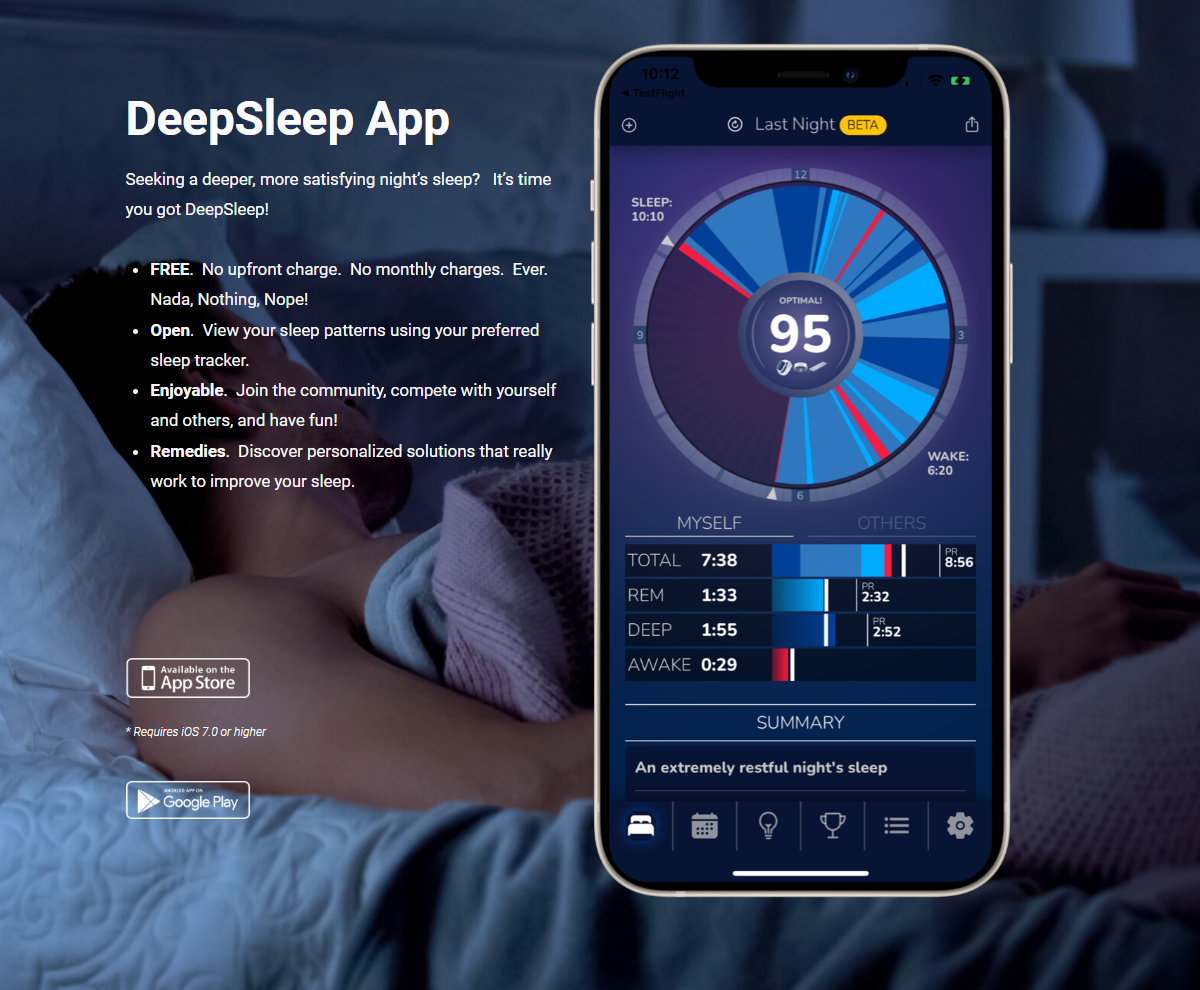 DeepSleep App
Seeking a deeper, more satisfying night's sleep?   It's time
you got DeepSleep!
• FREE.  No upfront charge.  No monthly charges.  Ever.
Nada, Nothing, Nope!
• Open.  View your sleep patterns using your preferred
sleep tracker.
• Enjoyable.  Join the community, compete with yourself
and others, and have fun!
• Remedies.  Discover personalized solutions that really
work to improve your sleep.
Available on the
App Store
* Requires iOS 7.0 or higher
ANDROID APP ON
Google Play
10:12
◀ TestFlight
Last Night BETA
12
SLEEP:
10:10
OPTIMAL!
95
9
3
WAKE:
6:20
6
MYSELF OTHERS
TOTAL 7:38 PR 8:56
REM 1:33 PR 2:32
DEEP 1:55 PR 2:52
AWAKE 0:29
SUMMARY
An extremely restful night's sleep